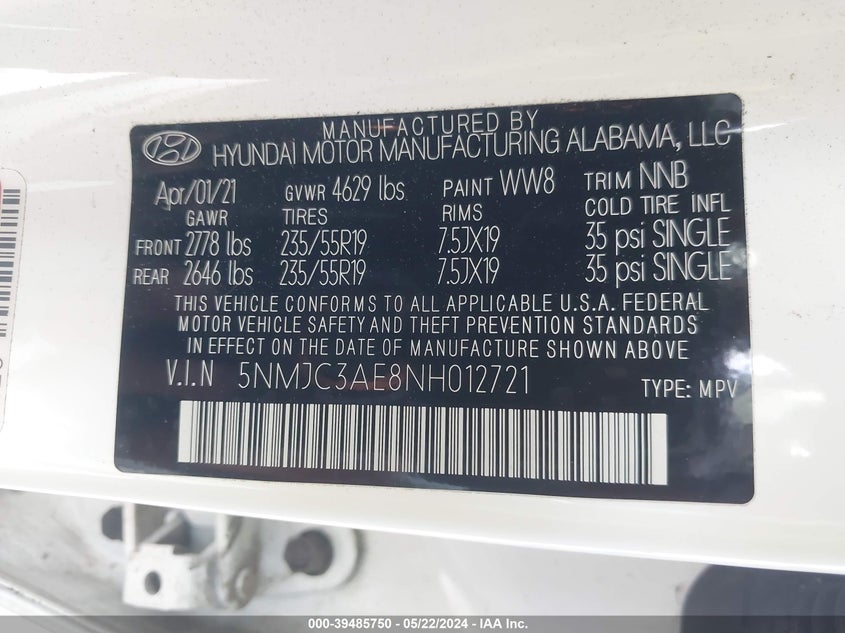 MANUFACTURED BY
HYUNDAI MOTOR MANUFACTURING ALABAMA, LLC
Apr/01/21 GVWR 4629 lbs PAINT WW8 TRIM NNB
GAWR TIRES RIMS COLD TIRE INFL
FRONT 2778 lbs 235/55R19 7.5JX19 35 psi SINGLE
REAR 2646 lbs 235/55R19 7.5JX19 35 psi SINGLE
THIS VEHICLE CONFORMS TO ALL APPLICABLE U.S.A. FEDERAL
MOTOR VEHICLE SAFETY AND THEFT PREVENTION STANDARDS
IN EFFECT ON THE DATE OF MANUFACTURE SHOWN ABOVE
V.I.N 5NMJC3AE8NH012721 TYPE: MPV
000-39485750 - 05/22/2024 - IAA Inc.